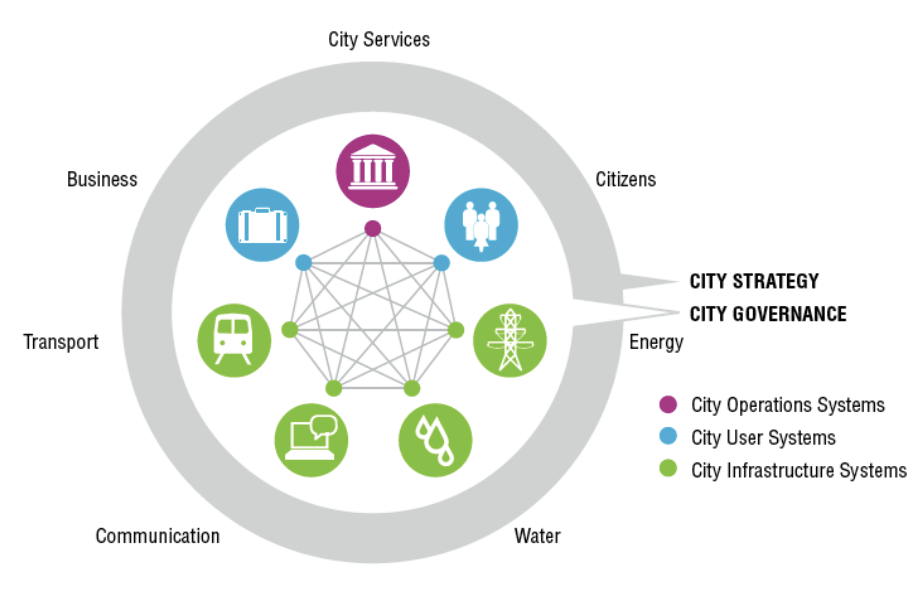 City Services
Business
Citizens
CITY STRATEGY
CITY GOVERNANCE
Transport
Energy
City Operations Systems
City User Systems
City Infrastructure Systems
Communication
Water